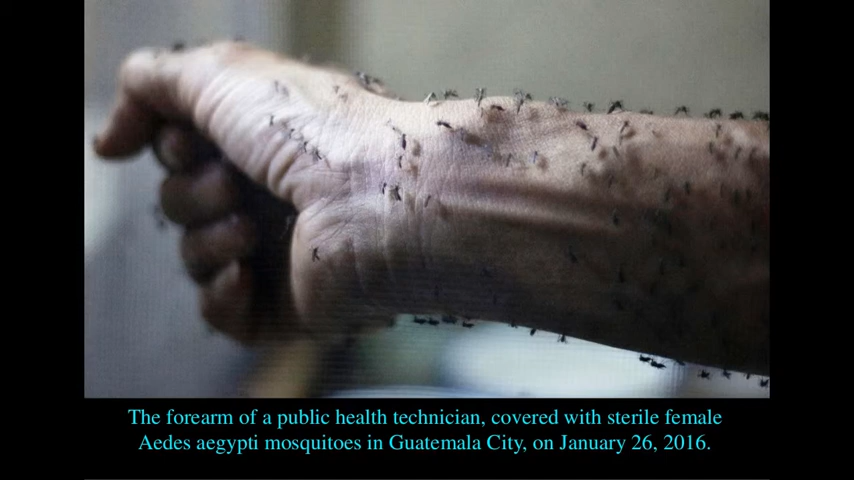 The forearm of a public health technician, covered with sterile female
Aedes aegypti mosquitoes in Guatemala City, on January 26, 2016.